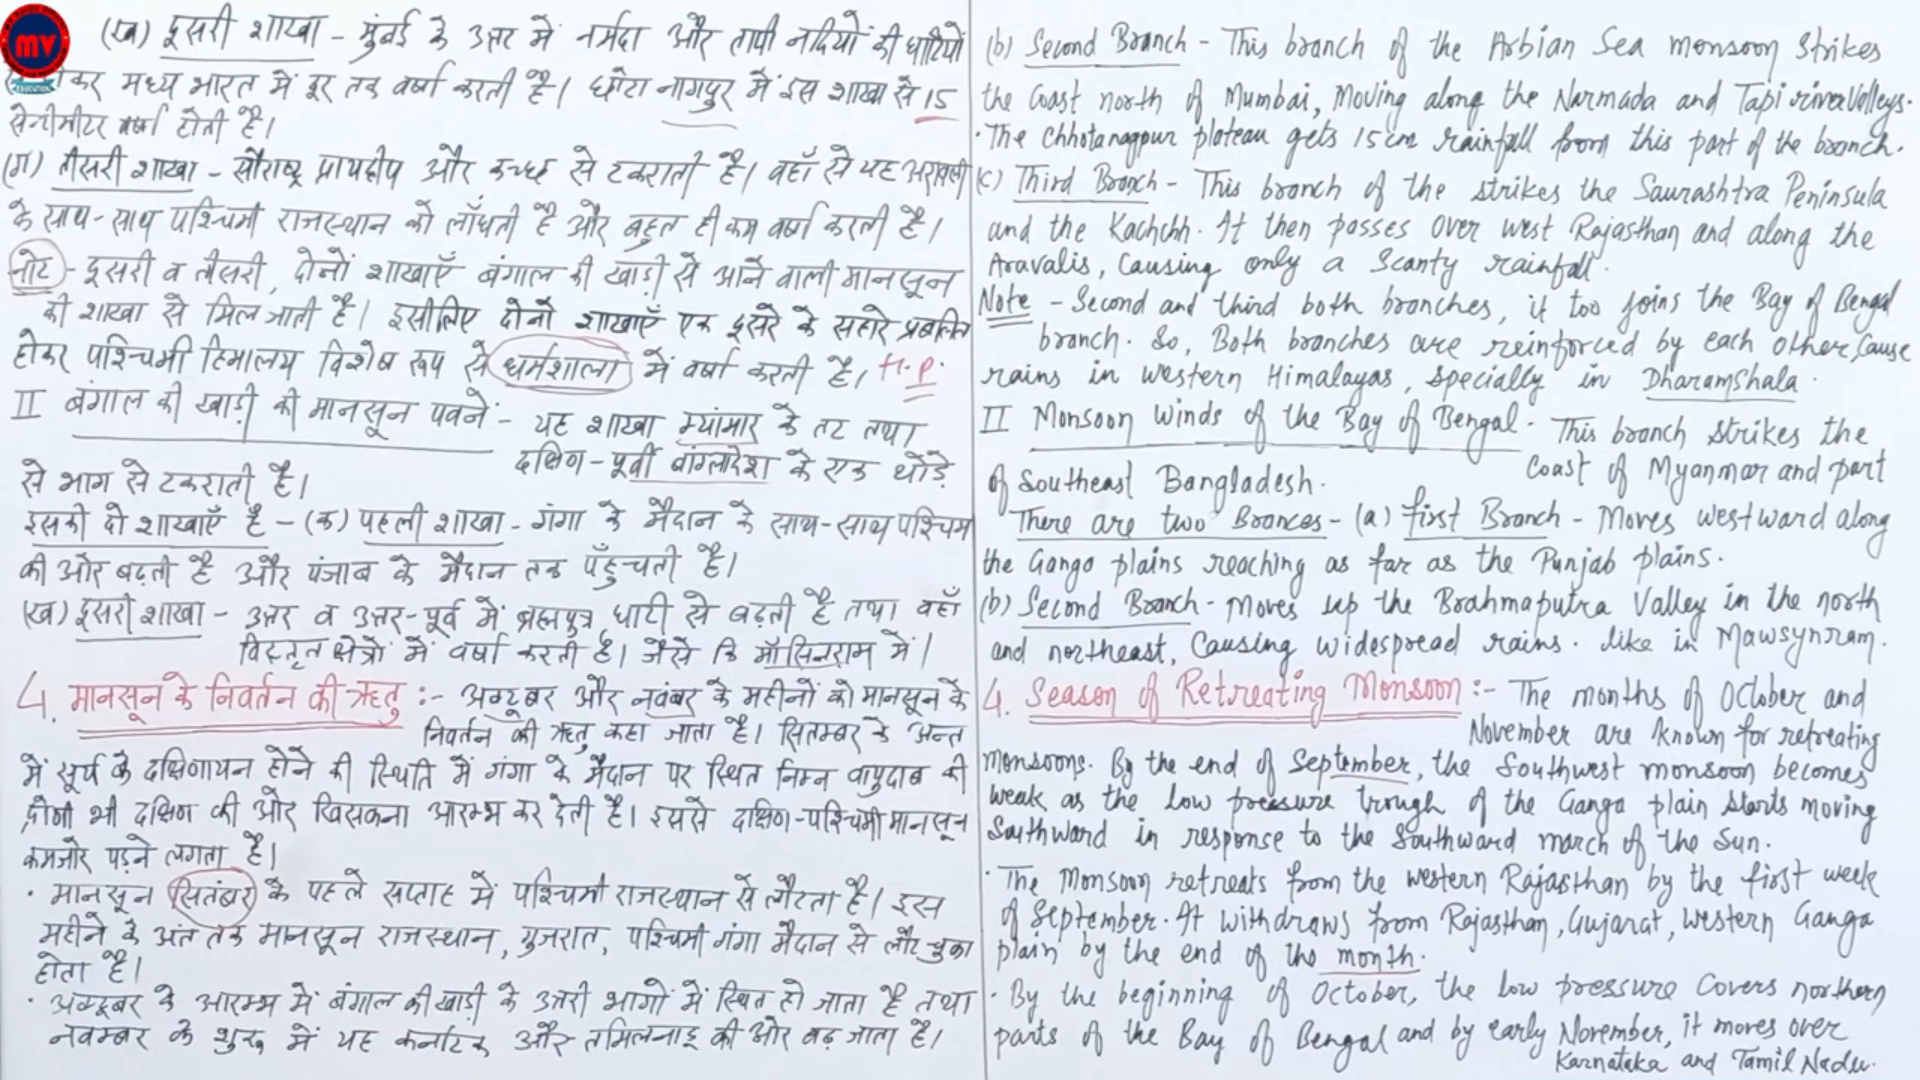 MV
EDUCATION
(ख) दूसरी शाखा - मुंबई के उत्तर में नर्मदा और तापी नदियों की घाटियों
होकर मध्य भारत में दूर तक वर्षा करती है। छोटा नागपुर में इस शाखा से 15
सेन्टीमीटर वर्षा होती है।
(ग) तीसरी शाखा - सौराष्ट्र प्रायद्वीप और कच्छ से टकराती है। वहाँ से यह अरावली
के साथ-साथ पश्चिमी राजस्थान को लाँघती है और बहुत ही कम वर्षा करती है।
नोट - दूसरी व तीसरी, दोनों शाखाएँ बंगाल की खाड़ी से आने वाली मानसून
की शाखा से मिल जाती है। इसीलिए दोनों शाखाएँ एक दूसरे के सहारे प्रबलित
होकर पश्चिमी हिमालय विशेष रूप से धर्मशाला में वर्षा करती है। H.P.
II बंगाल की खाड़ी की मानसून पवनें:- यह शाखा म्यांमार के तट तथा
दक्षिण-पूर्वी बांग्लादेश के एक थोड़े
से भाग से टकराती है।
इसकी दो शाखाएँ है - (क) पहली शाखा - गंगा के मैदान के साथ-साथ पश्चिम
की ओर बढ़ती है और पंजाब के मैदान तक पहुँचती है।
(ख) दूसरी शाखा - उत्तर व उत्तर-पूर्व में ब्रह्मपुत्र घाटी से बढ़ती है तथा वहाँ
विस्तृत क्षेत्रों में वर्षा करती है। जैसे कि मॉसिनराम में।
4. मानसून के निवर्तन की ऋतु :- अक्टूबर और नवंबर के महीनों को मानसून के
निवर्तन की ऋतु कहा जाता है। सितम्बर के अन्त
में सूर्य के दक्षिणायन होने की स्थिति में गंगा के मैदान पर स्थित निम्न वायुदाब की
द्रोणी भी दक्षिण की ओर खिसकना आरम्भ कर देती है। इससे दक्षिण-पश्चिमी मानसून
कमजोर पड़ने लगता है।
· मानसून सितंबर के पहले सप्ताह में पश्चिमी राजस्थान से लौटता है। इस
महीने के अंत तक मानसून राजस्थान, गुजरात, पश्चिमी गंगा मैदान से लौट चुका
होता है।
· अक्टूबर के आरम्भ में बंगाल की खाड़ी के उत्तरी भागों में स्थित हो जाता है तथा
नवम्बर के शुरू में यह कर्नाटक और तमिलनाडू की ओर बढ़ जाता है।
(b) Second Branch - This branch of the Arbian Sea monsoon Strikes
the Coast north of Mumbai, Moving along the Narmada and Tapi river Valleys.
· The Chhotanagpur plateau gets 15 cm rainfall from this part of the branch.
(c) Third Branch - This branch of the strikes the Saurashtra Peninsula
and the Kachchh. It then passes over west Rajasthan and along the
Aravalis, Causing only a Scanty rainfall.
Note - Second and third both branches, it too joins the Bay of Bengal
branch. So, Both branches are reinforced by each other, Cause
rains in western Himalayas, specially in Dharamshala.
II Monsoon Winds of the Bay of Bengal - This branch strikes the
Coast of Myanmar and part
of Southeast Bangladesh.
There are two Brances - (a) first Branch - Moves westward along
the Ganga plains reaching as far as the Punjab plains.
(b) Second Branch - Moves up the Brahmaputra Valley in the north
and northeast, Causing widespread rains. like in Mawsynram.
4. Season of Retreating Monsoon :- The months of October and
November are known for retreating
Monsoons. By the end of September, the Southwest monsoon becomes
weak as the low pressure trough of the Ganga plain starts moving
Southward in response to the Southward march of the Sun.
· The Monsoon retreats from the western Rajasthan by the first week
of September. It withdraws from Rajasthan, Gujarat, western Ganga
plain by the end of the month.
· By the beginning of October, the low pressure Covers northern
parts of the Bay of Bengal and by early November, it moves over
Karnataka and Tamil Nadu.